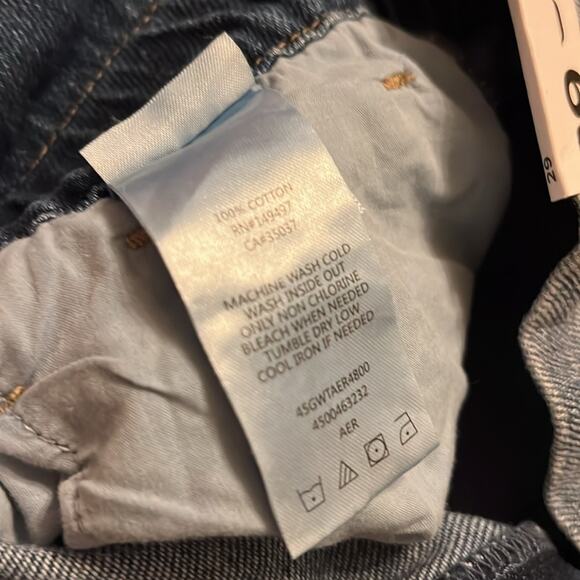 100% COTTON
RN#149497
CA#35037
MACHINE WASH COLD
WASH INSIDE OUT
ONLY NON CHLORINE
BLEACH WHEN NEEDED
TUMBLE DRY LOW
COOL IRON IF NEEDED
45GWTAER4800
4500463232
AER
29